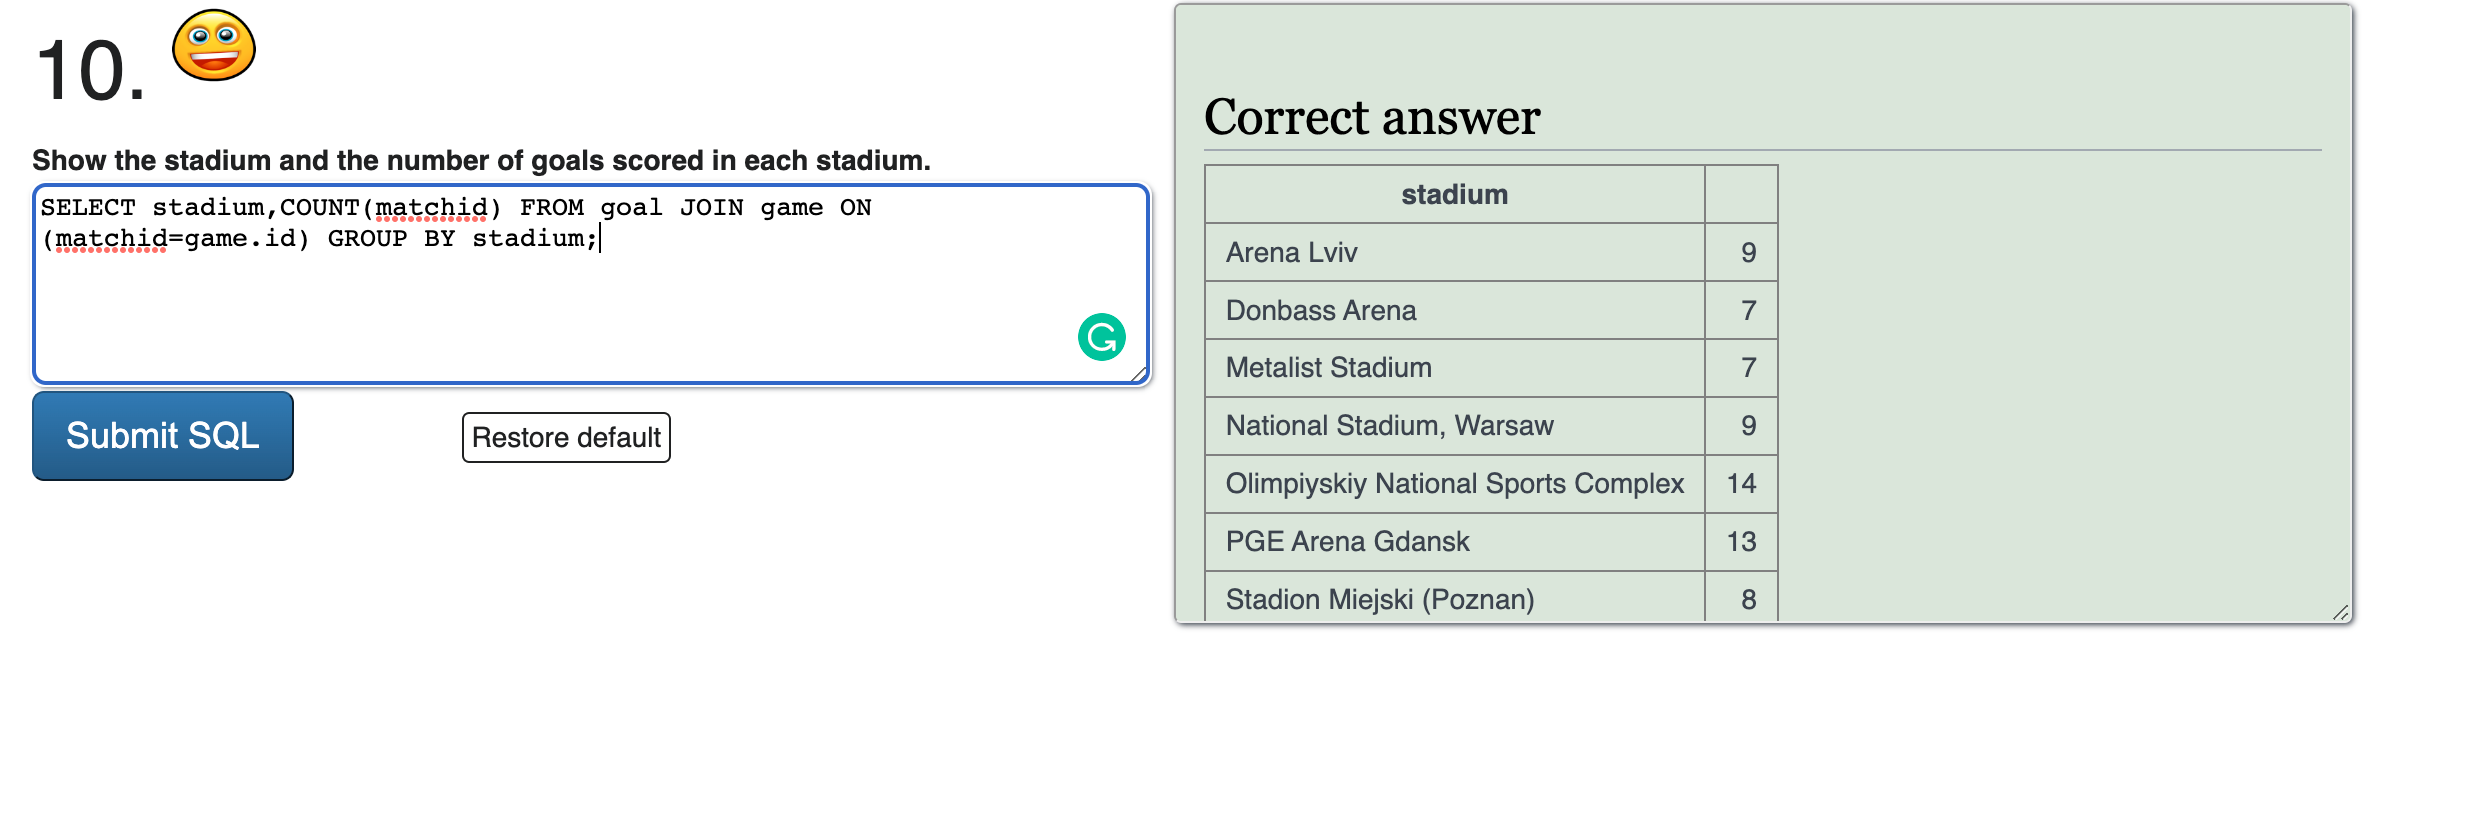 10.
Show the stadium and the number of goals scored in each stadium.
SELECT stadium,COUNT(matchid) FROM goal JOIN game ON
(matchid=game.id) GROUP BY stadium;
Submit SQL
Restore default
Correct answer
stadium
Arena Lviv 9
Donbass Arena 7
Metalist Stadium 7
National Stadium, Warsaw 9
Olimpiyskiy National Sports Complex 14
PGE Arena Gdansk 13
Stadion Miejski (Poznan) 8